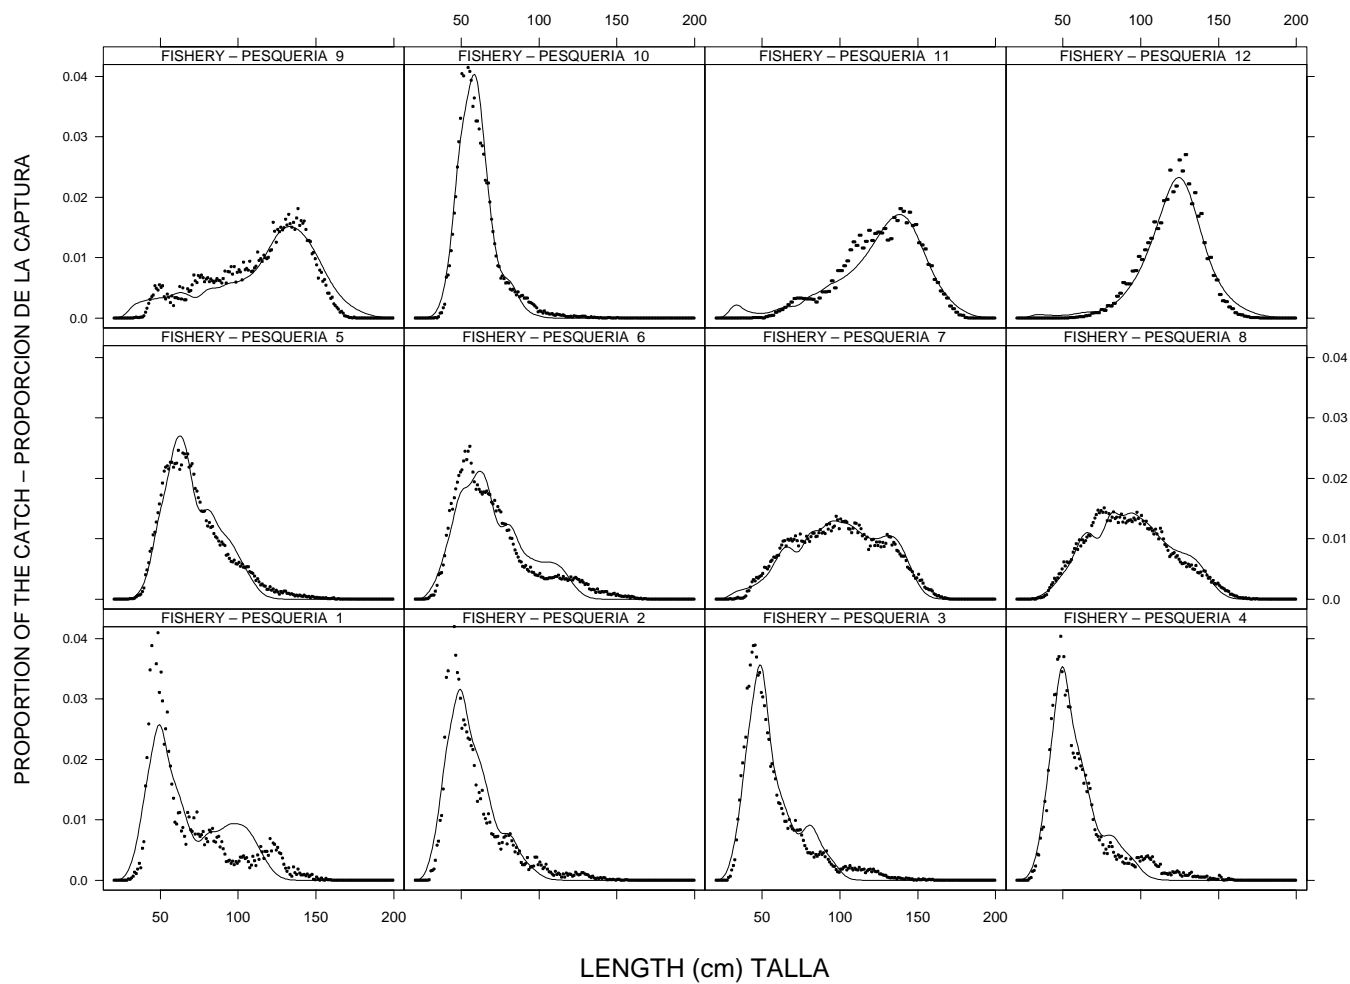 50 100 150 200 50 100 150 200
FISHERY – PESQUERIA 9 FISHERY – PESQUERIA 10 FISHERY – PESQUERIA 11 FISHERY – PESQUERIA 12
0.04
0.03
0.02
0.01
0.0
FISHERY – PESQUERIA 5 FISHERY – PESQUERIA 6 FISHERY – PESQUERIA 7 FISHERY – PESQUERIA 8
0.04
0.03
0.02
0.01
0.0
FISHERY – PESQUERIA 1 FISHERY – PESQUERIA 2 FISHERY – PESQUERIA 3 FISHERY – PESQUERIA 4
0.04
0.03
0.02
0.01
0.0
50 100 150 200 50 100 150 200
PROPORTION OF THE CATCH – PROPORCION DE LA CAPTURA
LENGTH (cm) TALLA